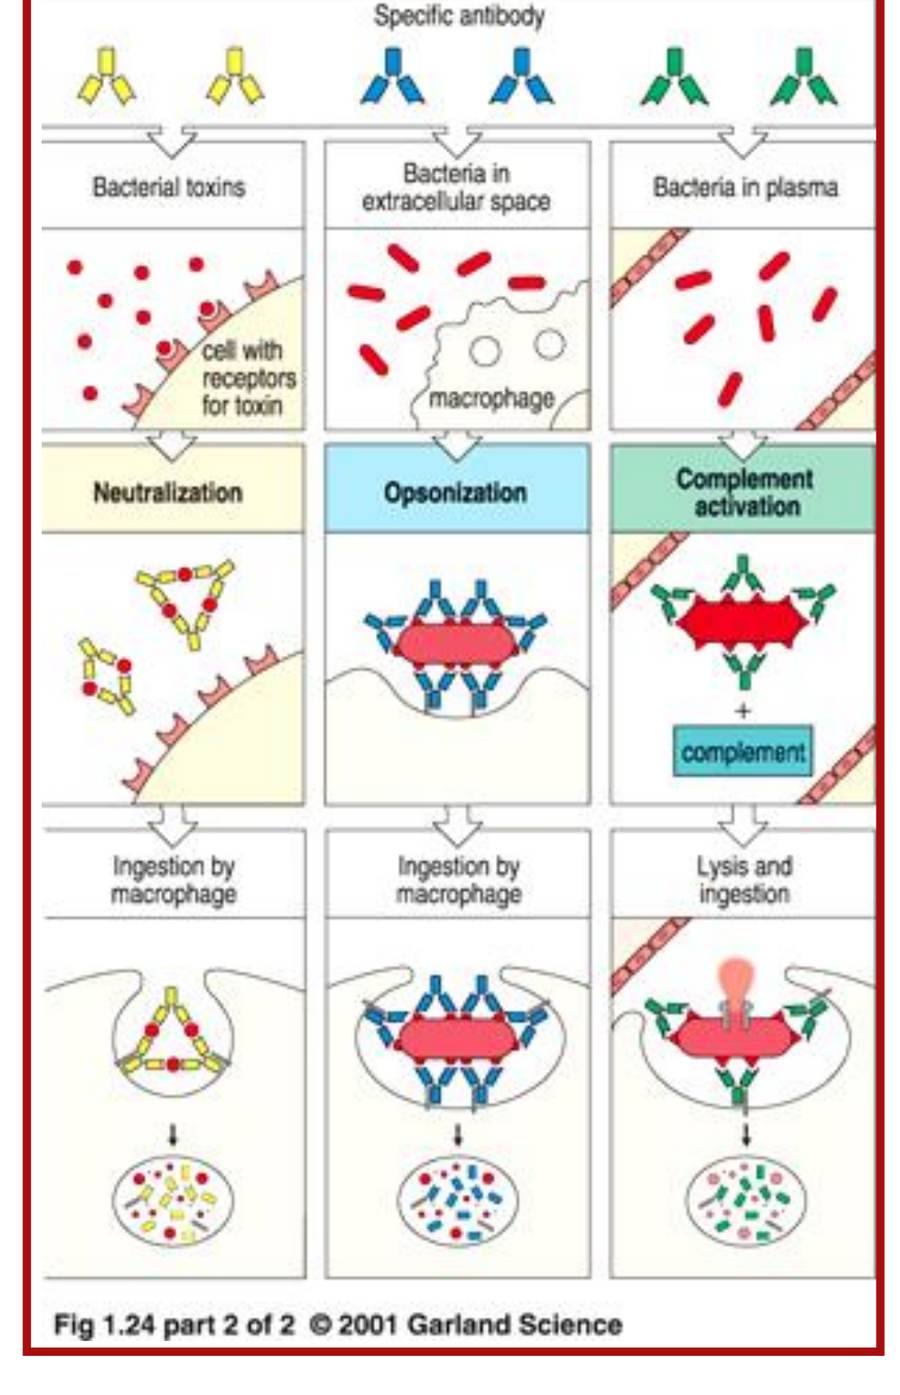 Specific antibody
Bacterial toxins
Bacteria in
extracellular space
Bacteria in plasma
cell with
receptors
for toxin
macrophage
Neutralization
Opsonization
Complement
activation
+
complement
Ingestion by
macrophage
Ingestion by
macrophage
Lysis and
ingestion
Fig 1.24 part 2 of 2 © 2001 Garland Science